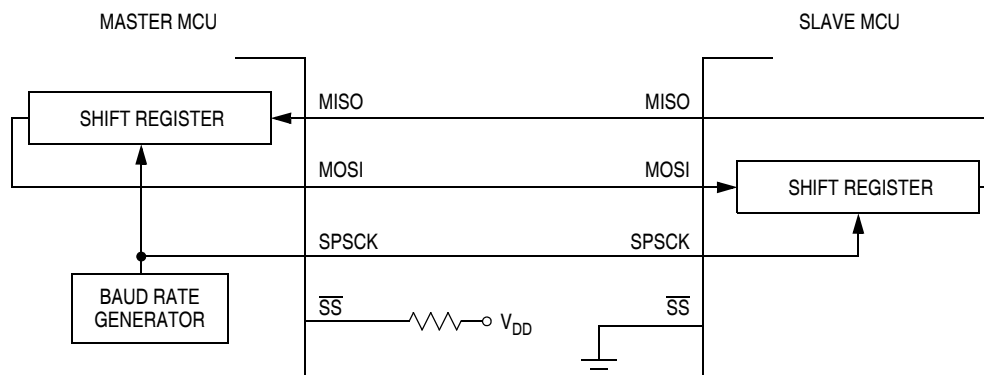 MASTER MCU
SLAVE MCU
MISO
MISO
SHIFT REGISTER
MOSI
MOSI
SHIFT REGISTER
SPSCK
SPSCK
BAUD RATE
GENERATOR
SS
VDD
SS